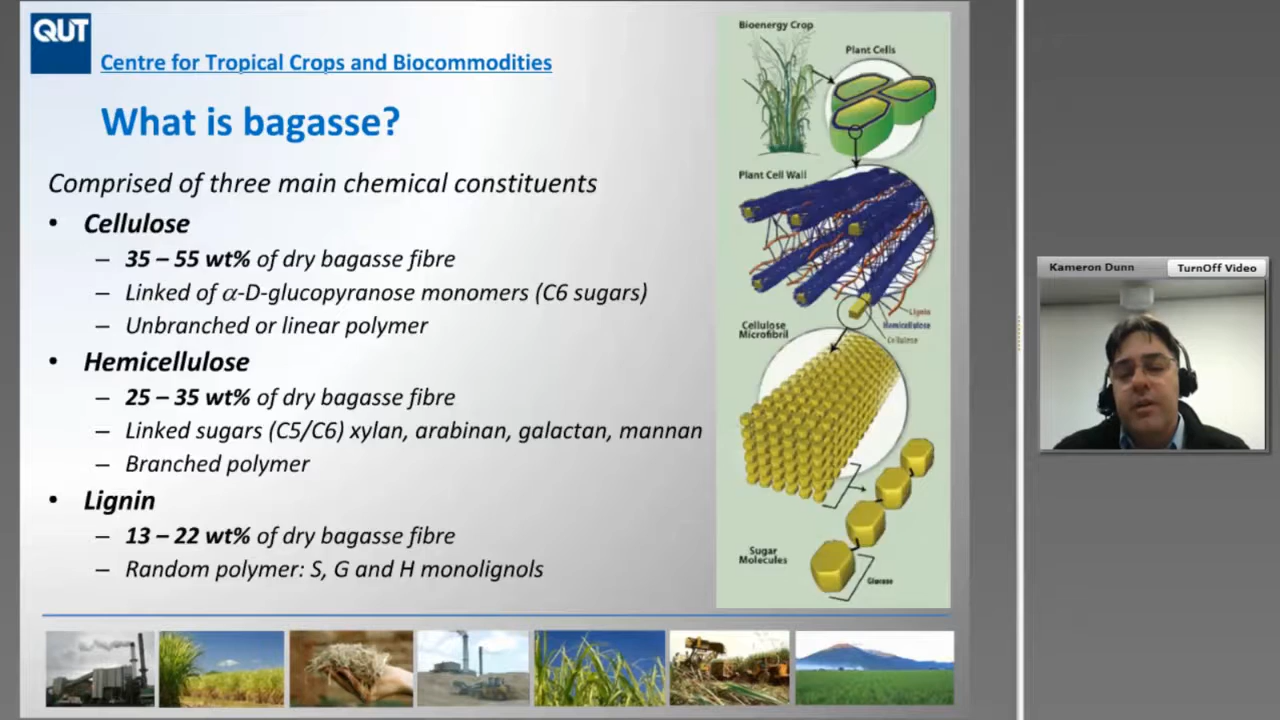 QUT
Centre for Tropical Crops and Biocommodities
What is bagasse?
Comprised of three main chemical constituents
• Cellulose
– 35 – 55 wt% of dry bagasse fibre
– Linked of α-D-glucopyranose monomers (C6 sugars)
– Unbranched or linear polymer
• Hemicellulose
– 25 – 35 wt% of dry bagasse fibre
– Linked sugars (C5/C6) xylan, arabinan, galactan, mannan
– Branched polymer
• Lignin
– 13 – 22 wt% of dry bagasse fibre
– Random polymer: S, G and H monolignols
Bioenergy Crop
Plant Cells
Plant Cell Wall
Lignin
Hemicellulose
Cellulose
Cellulose
Microfibril
Sugar
Molecules
Glucose
Kameron Dunn
TurnOff Video